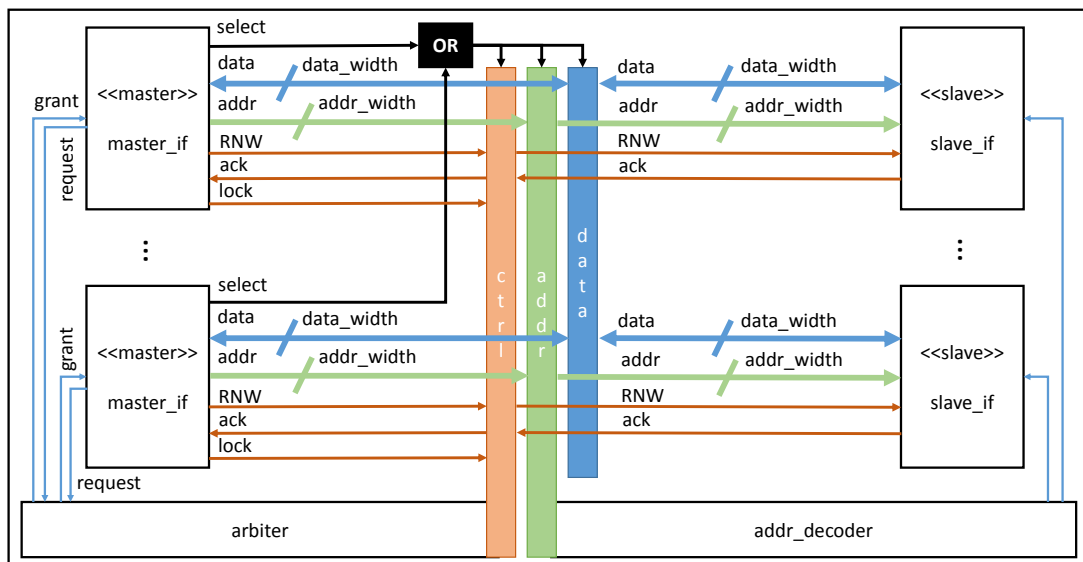 select
OR
data
data_width
data
data_width
grant
<<master>>
addr
addr_width
addr
addr_width
<<slave>>
request
master_if
RNW
RNW
slave_if
ack
ack
lock
...
...
ctrl
addr
data
select
data
data_width
data
data_width
grant
<<master>>
addr
addr_width
addr
addr_width
<<slave>>
master_if
RNW
RNW
slave_if
ack
ack
lock
request
arbiter
addr_decoder